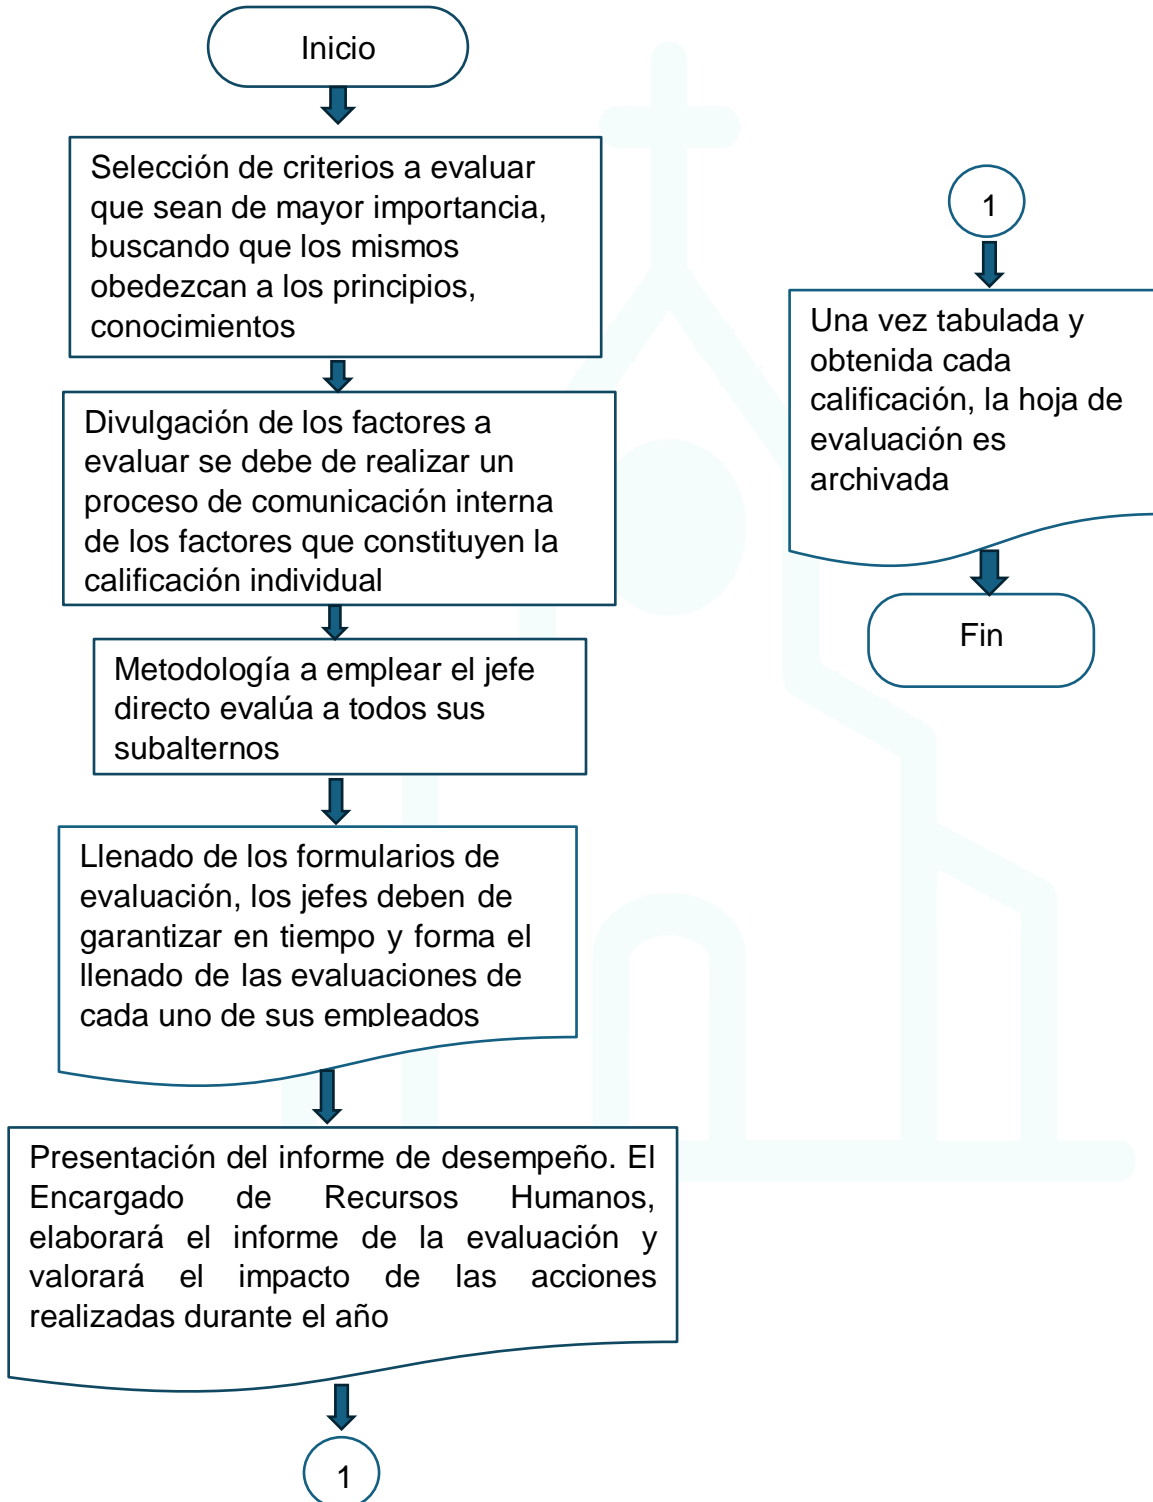 Inicio
Selección de criterios a evaluar
que sean de mayor importancia,
buscando que los mismos
obedezcan a los principios,
conocimientos
Divulgación de los factores a
evaluar se debe de realizar un
proceso de comunicación interna
de los factores que constituyen la
calificación individual
Metodología a emplear el jefe
directo evalúa a todos sus
subalternos
Llenado de los formularios de
evaluación, los jefes deben de
garantizar en tiempo y forma el
llenado de las evaluaciones de
cada uno de sus empleados
Presentación del informe de desempeño. El
Encargado de Recursos Humanos,
elaborará el informe de la evaluación y
valorará el impacto de las acciones
realizadas durante el año
1
1
Una vez tabulada y
obtenida cada
calificación, la hoja de
evaluación es
archivada
Fin